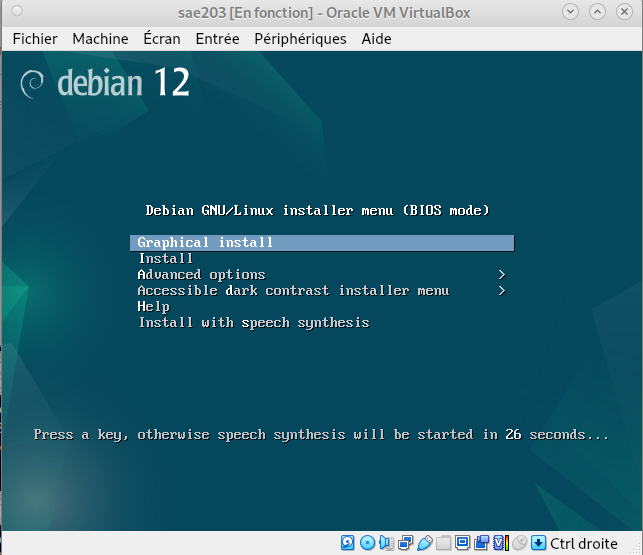 sae203 [En fonction] - Oracle VM VirtualBox
Fichier Machine Écran Entrée Périphériques Aide
debian 12
Debian GNU/Linux installer menu (BIOS mode)
Graphical install
Install
Advanced options >
Accessible dark contrast installer menu >
Help
Install with speech synthesis
Press a key, otherwise speech synthesis will be started in 26 seconds...
Ctrl droite